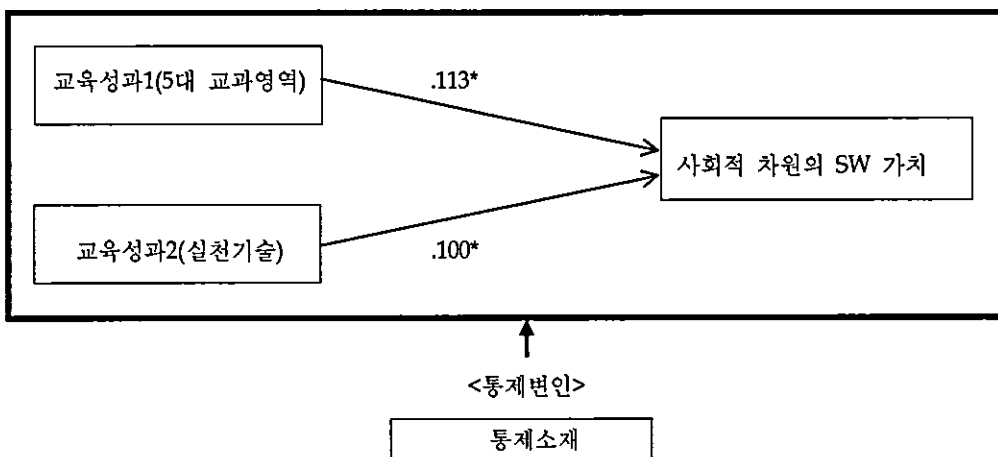 교육성과1(5대 교과영역)
.113*
사회적 차원의 SW 가치
교육성과2(실천기술)
.100*
<통제변인>
통제소재